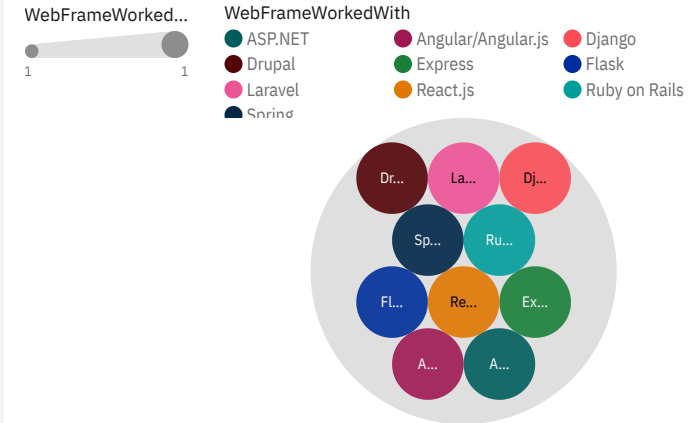 WebFrameWorked...
1 1
WebFrameWorkedWith
ASP.NET Angular/Angular.js Django
Drupal Express Flask
Laravel React.js Ruby on Rails
Spring
Dr... La... Dj...
Sp... Ru...
Fl... Re... Ex...
A... A...